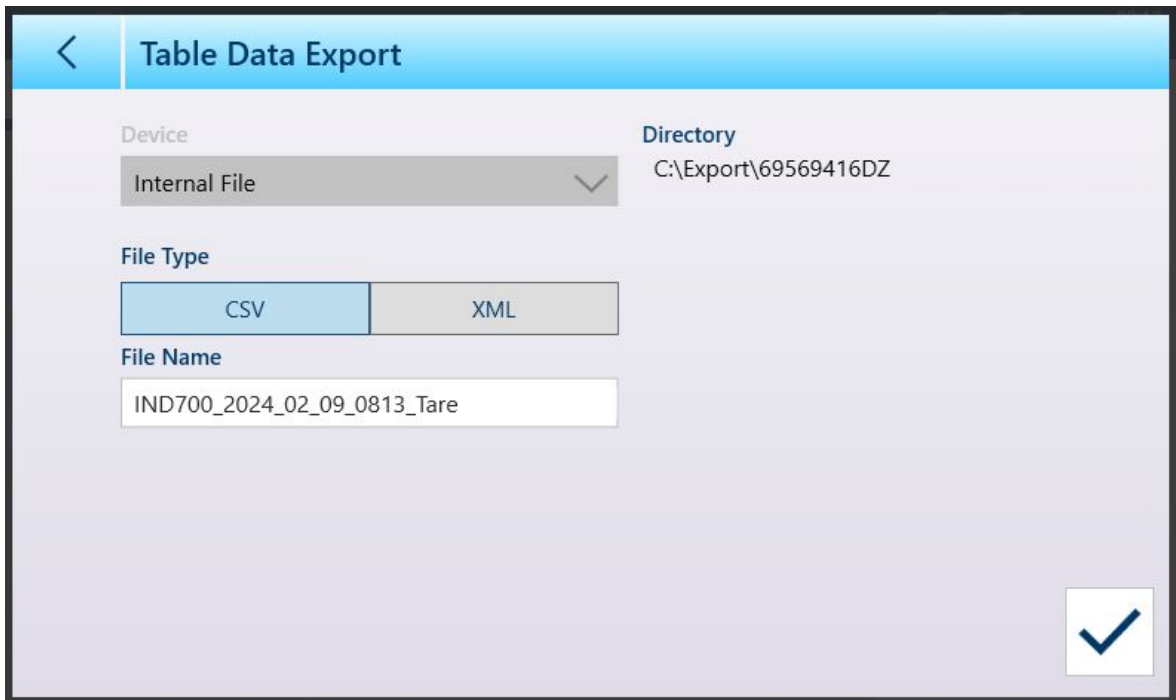 Table Data Export
Device
Internal File
Directory
C:\Export\69569416DZ
File Type
CSV
XML
File Name
IND700_2024_02_09_0813_Tare